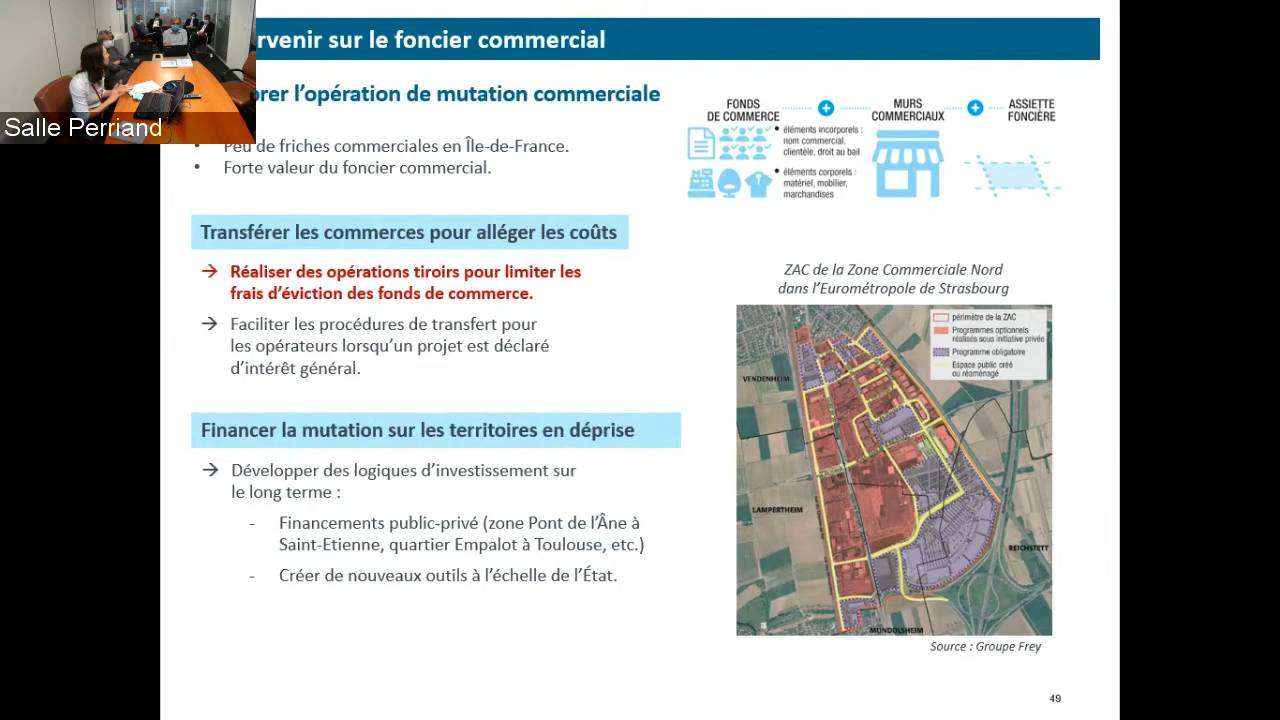 rvenir sur le foncier commercial
Salle Perriand
rer l'opération de mutation commerciale
• Peu de friches commerciales en Île-de-France.
• Forte valeur du foncier commercial.
FONDS
DE COMMERCE
MURS
COMMERCIAUX
ASSIETTE
FONCIÈRE
• éléments incorporels :
nom commercial,
clientèle, droit au bail
• éléments corporels :
matériel, mobilier,
marchandises
Transférer les commerces pour alléger les coûts
→ Réaliser des opérations tiroirs pour limiter les
frais d'éviction des fonds de commerce.
→ Faciliter les procédures de transfert pour
les opérateurs lorsqu'un projet est déclaré
d'intérêt général.
Financer la mutation sur les territoires en déprise
→ Développer des logiques d'investissement sur
le long terme :
- Financements public-privé (zone Pont de l'Âne à
Saint-Etienne, quartier Empalot à Toulouse, etc.)
- Créer de nouveaux outils à l'échelle de l'État.
ZAC de la Zone Commerciale Nord
dans l'Eurométropole de Strasbourg
périmètre de la ZAC
Programmes optionnels
réalisés sous initiative privée
Programme obligatoire
Espace public créé
ou réaménagé
VENDENHEIM
LAMPERTHEIM
REICHSTETT
MUNDOLSHEIM
Source : Groupe Frey
49